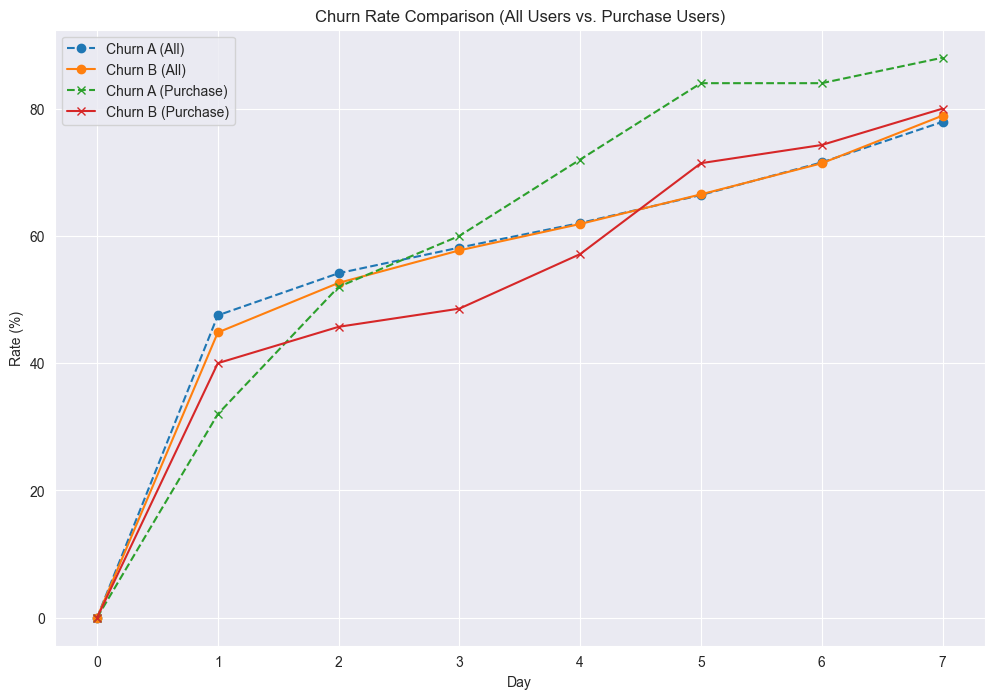 Churn Rate Comparison (All Users vs. Purchase Users)
Churn A (All)
Churn B (All)
Churn A (Purchase)
Churn B (Purchase)
Rate (%)
80
60
40
20
0
0 1 2 3 4 5 6 7
Day